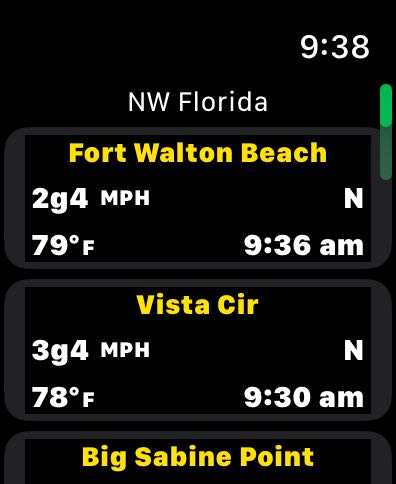 9:38
NW Florida
Fort Walton Beach
2g4 MPH N
79°F 9:36 am
Vista Cir
3g4 MPH N
78°F 9:30 am
Big Sabine Point